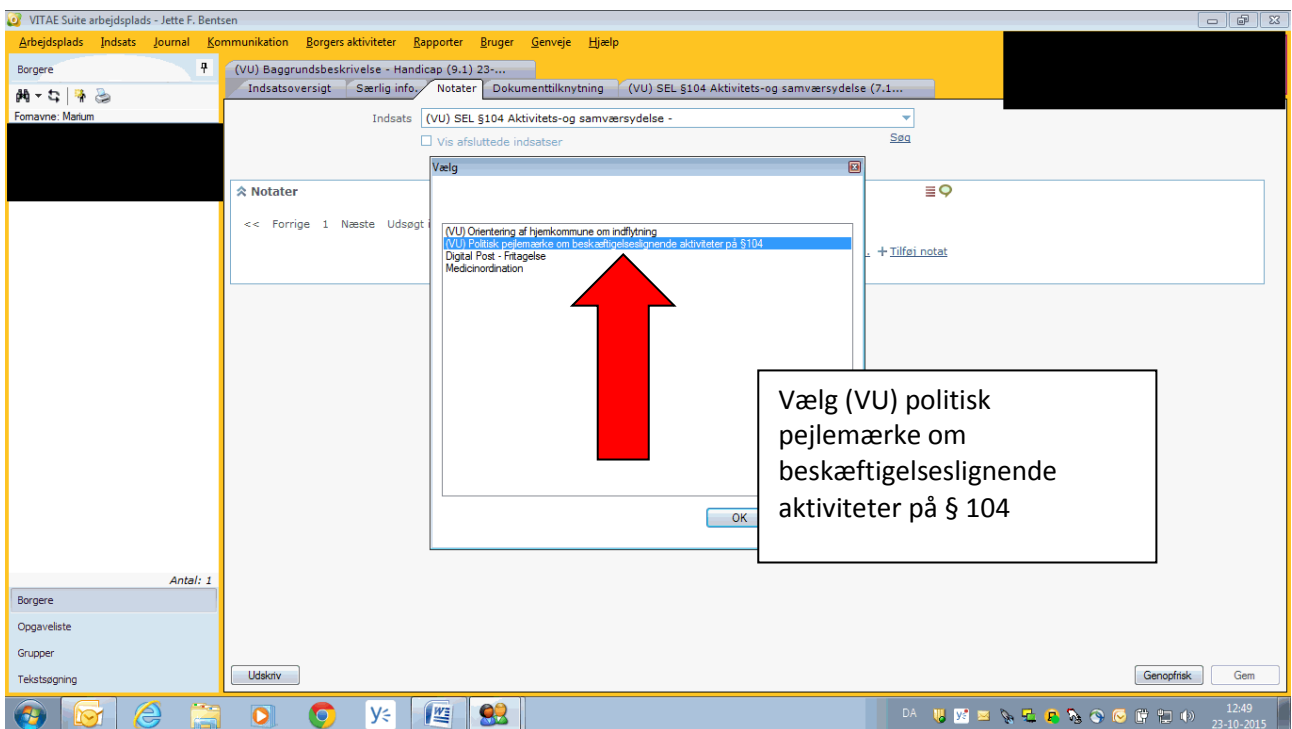 VITAE Suite arbejdsplads - Jette F. Bentsen
Arbejdsplads Indsats Journal Kommunikation Borgers aktiviteter Rapporter Bruger Genveje Hjælp
Borgere
(VU) Baggrundsbeskrivelse - Handicap (9.1) 23-...
Indsatsoversigt Særlig info. Notater Dokumenttilknytning (VU) SEL §104 Aktivitets-og samværsydelse (7.1...
Fornavne: Marium
Indsats (VU) SEL §104 Aktivitets-og samværsydelse -
Vis afsluttede indsatser Søg
Vælg
Notater
<< Forrige 1 Næste Udsøgt i
(VU) Orientering af hjemkommune om indflytning
(VU) Politisk pejlemærke om beskæftigelseslignende aktiviteter på §104
Digital Post - Fritagelse
Medicinordination
+ Tilføj notat
Vælg (VU) politisk
pejlemærke om
beskæftigelseslignende
aktiviteter på § 104
OK
Antal: 1
Borgere
Opgaveliste
Grupper
Tekstsøgning
Udskriv Genopfrisk Gem
DA 12:49
23-10-2015